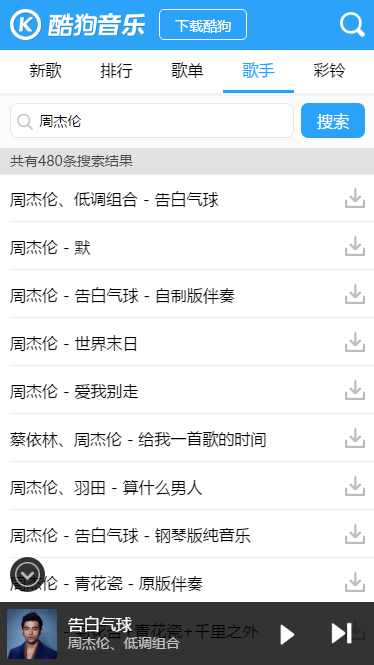 酷狗音乐 下载酷狗
新歌 排行 歌单 歌手 彩铃
周杰伦 搜索
共有480条搜索结果
周杰伦、低调组合 - 告白气球
周杰伦 - 默
周杰伦 - 告白气球 - 自制版伴奏
周杰伦 - 世界末日
周杰伦 - 爱我别走
蔡依林、周杰伦 - 给我一首歌的时间
周杰伦、羽田 - 算什么男人
周杰伦 - 告白气球 - 钢琴版纯音乐
周杰伦 - 青花瓷 - 原版伴奏
青花瓷+千里之外
告白气球
周杰伦、低调组合